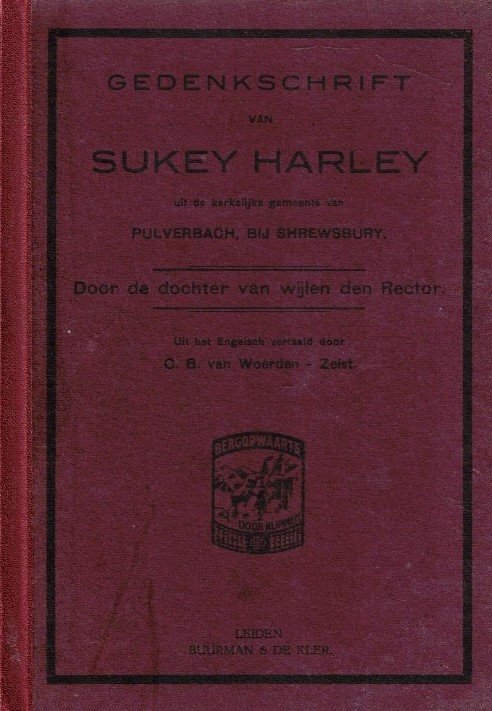 GEDENKSCHRIFT
VAN
SUKEY HARLEY
uit de kerkelijke gemeente van
PULVERBACH, BIJ SHREWSBURY.
Door de dochter van wijlen den Rector.
Uit het Engelsch vertaald door
C. B. van Woerden - Zeist.
BERGOPWAARTS
DOOR
LEIDEN
BUURMAN & DE KLER